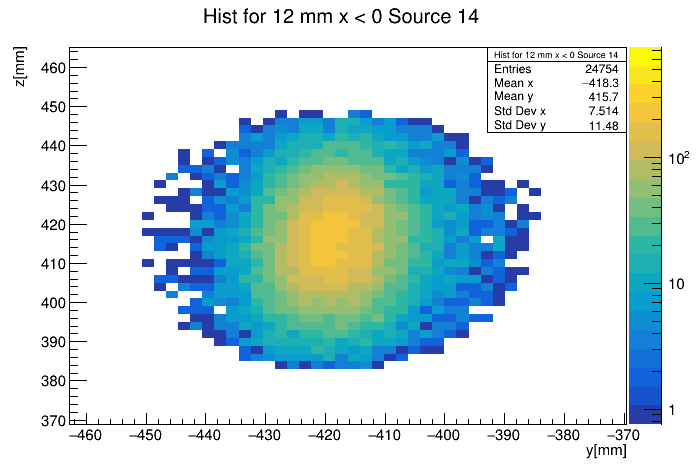 Hist for 12 mm x < 0 Source 14
z[mm]
Hist for 12 mm x < 0 Source 14
Entries 24754
Mean x −418.3
Mean y 415.7
Std Dev x 7.514
Std Dev y 11.48
460
450
440
430
420
410
400
390
380
370
−460 −450 −440 −430 −420 −410 −400 −390 −380 −370
y[mm]
10²
10
1